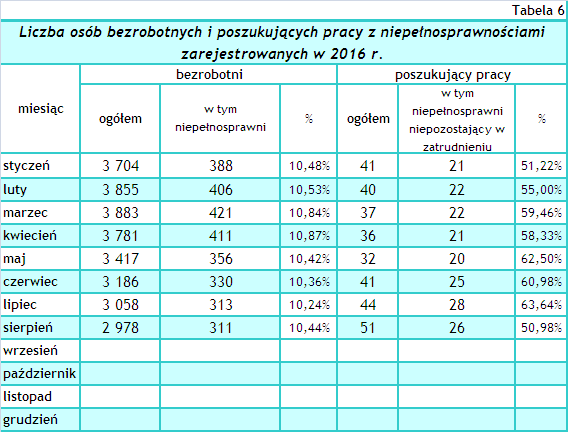 Tabela 6
Liczba osób bezrobotnych i poszukujących pracy z niepełnosprawnościami
zarejestrowanych w 2016 r.
miesiąc bezrobotni poszukujący pracy
ogółem w tym niepełnosprawni % ogółem w tym niepełnosprawni niepozostający w zatrudnieniu %
styczeń 3 704 388 10,48% 41 21 51,22%
luty 3 855 406 10,53% 40 22 55,00%
marzec 3 883 421 10,84% 37 22 59,46%
kwiecień 3 781 411 10,87% 36 21 58,33%
maj 3 417 356 10,42% 32 20 62,50%
czerwiec 3 186 330 10,36% 41 25 60,98%
lipiec 3 058 313 10,24% 44 28 63,64%
sierpień 2 978 311 10,44% 51 26 50,98%
wrzesień
październik
listopad
grudzień